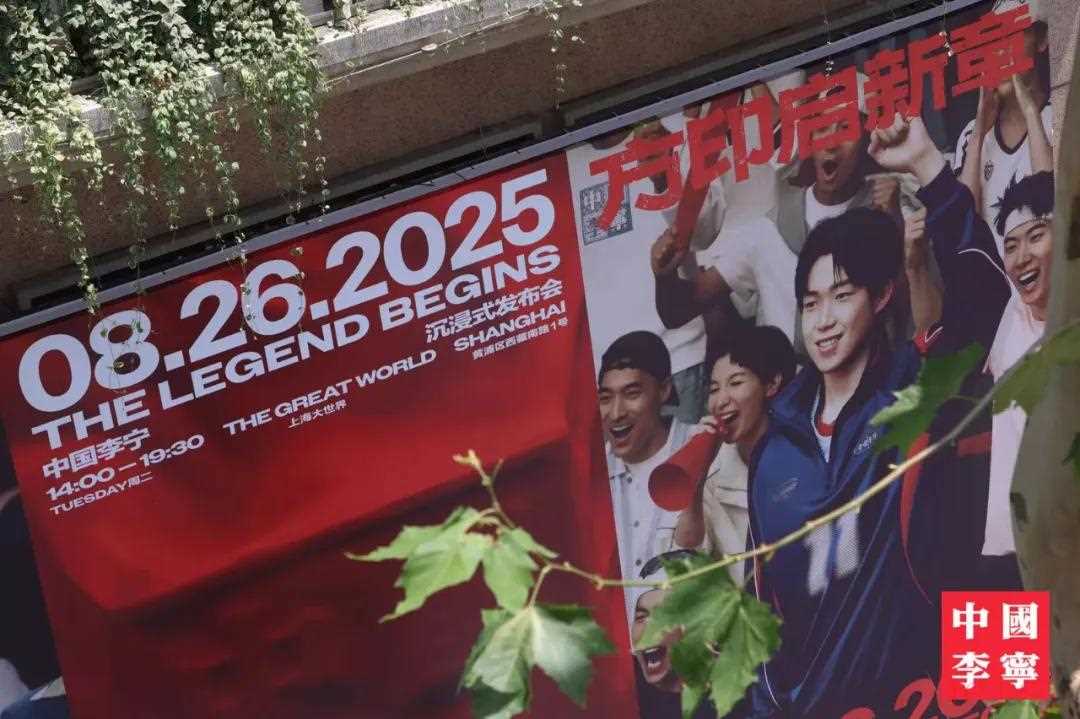 方印启新章
08.26.2025
THE LEGEND BEGINS
中国李宁
沉浸式发布会
14:00 — 19:30
THE GREAT WORLD
SHANGHAI
TUESDAY周二
上海大世界
黄浦区西藏南路1号
中國
李寧